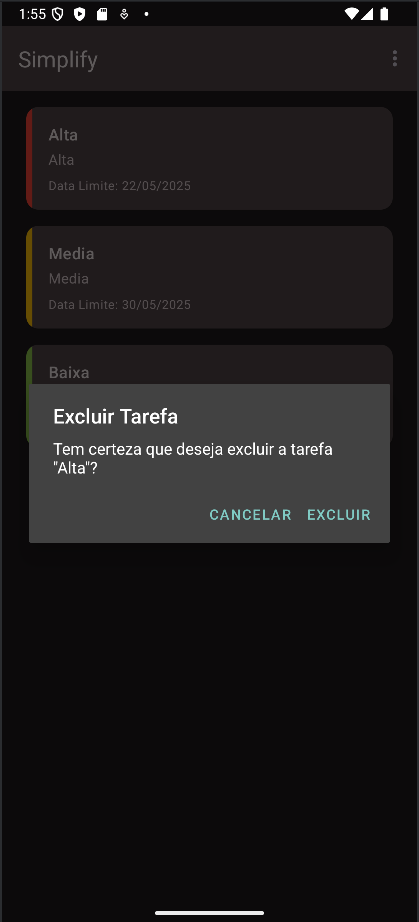 1:55
Simplify
Alta
Alta
Data Limite: 22/05/2025
Media
Media
Data Limite: 30/05/2025
Baixa
Excluir Tarefa
Tem certeza que deseja excluir a tarefa
"Alta"?
CANCELAR EXCLUIR